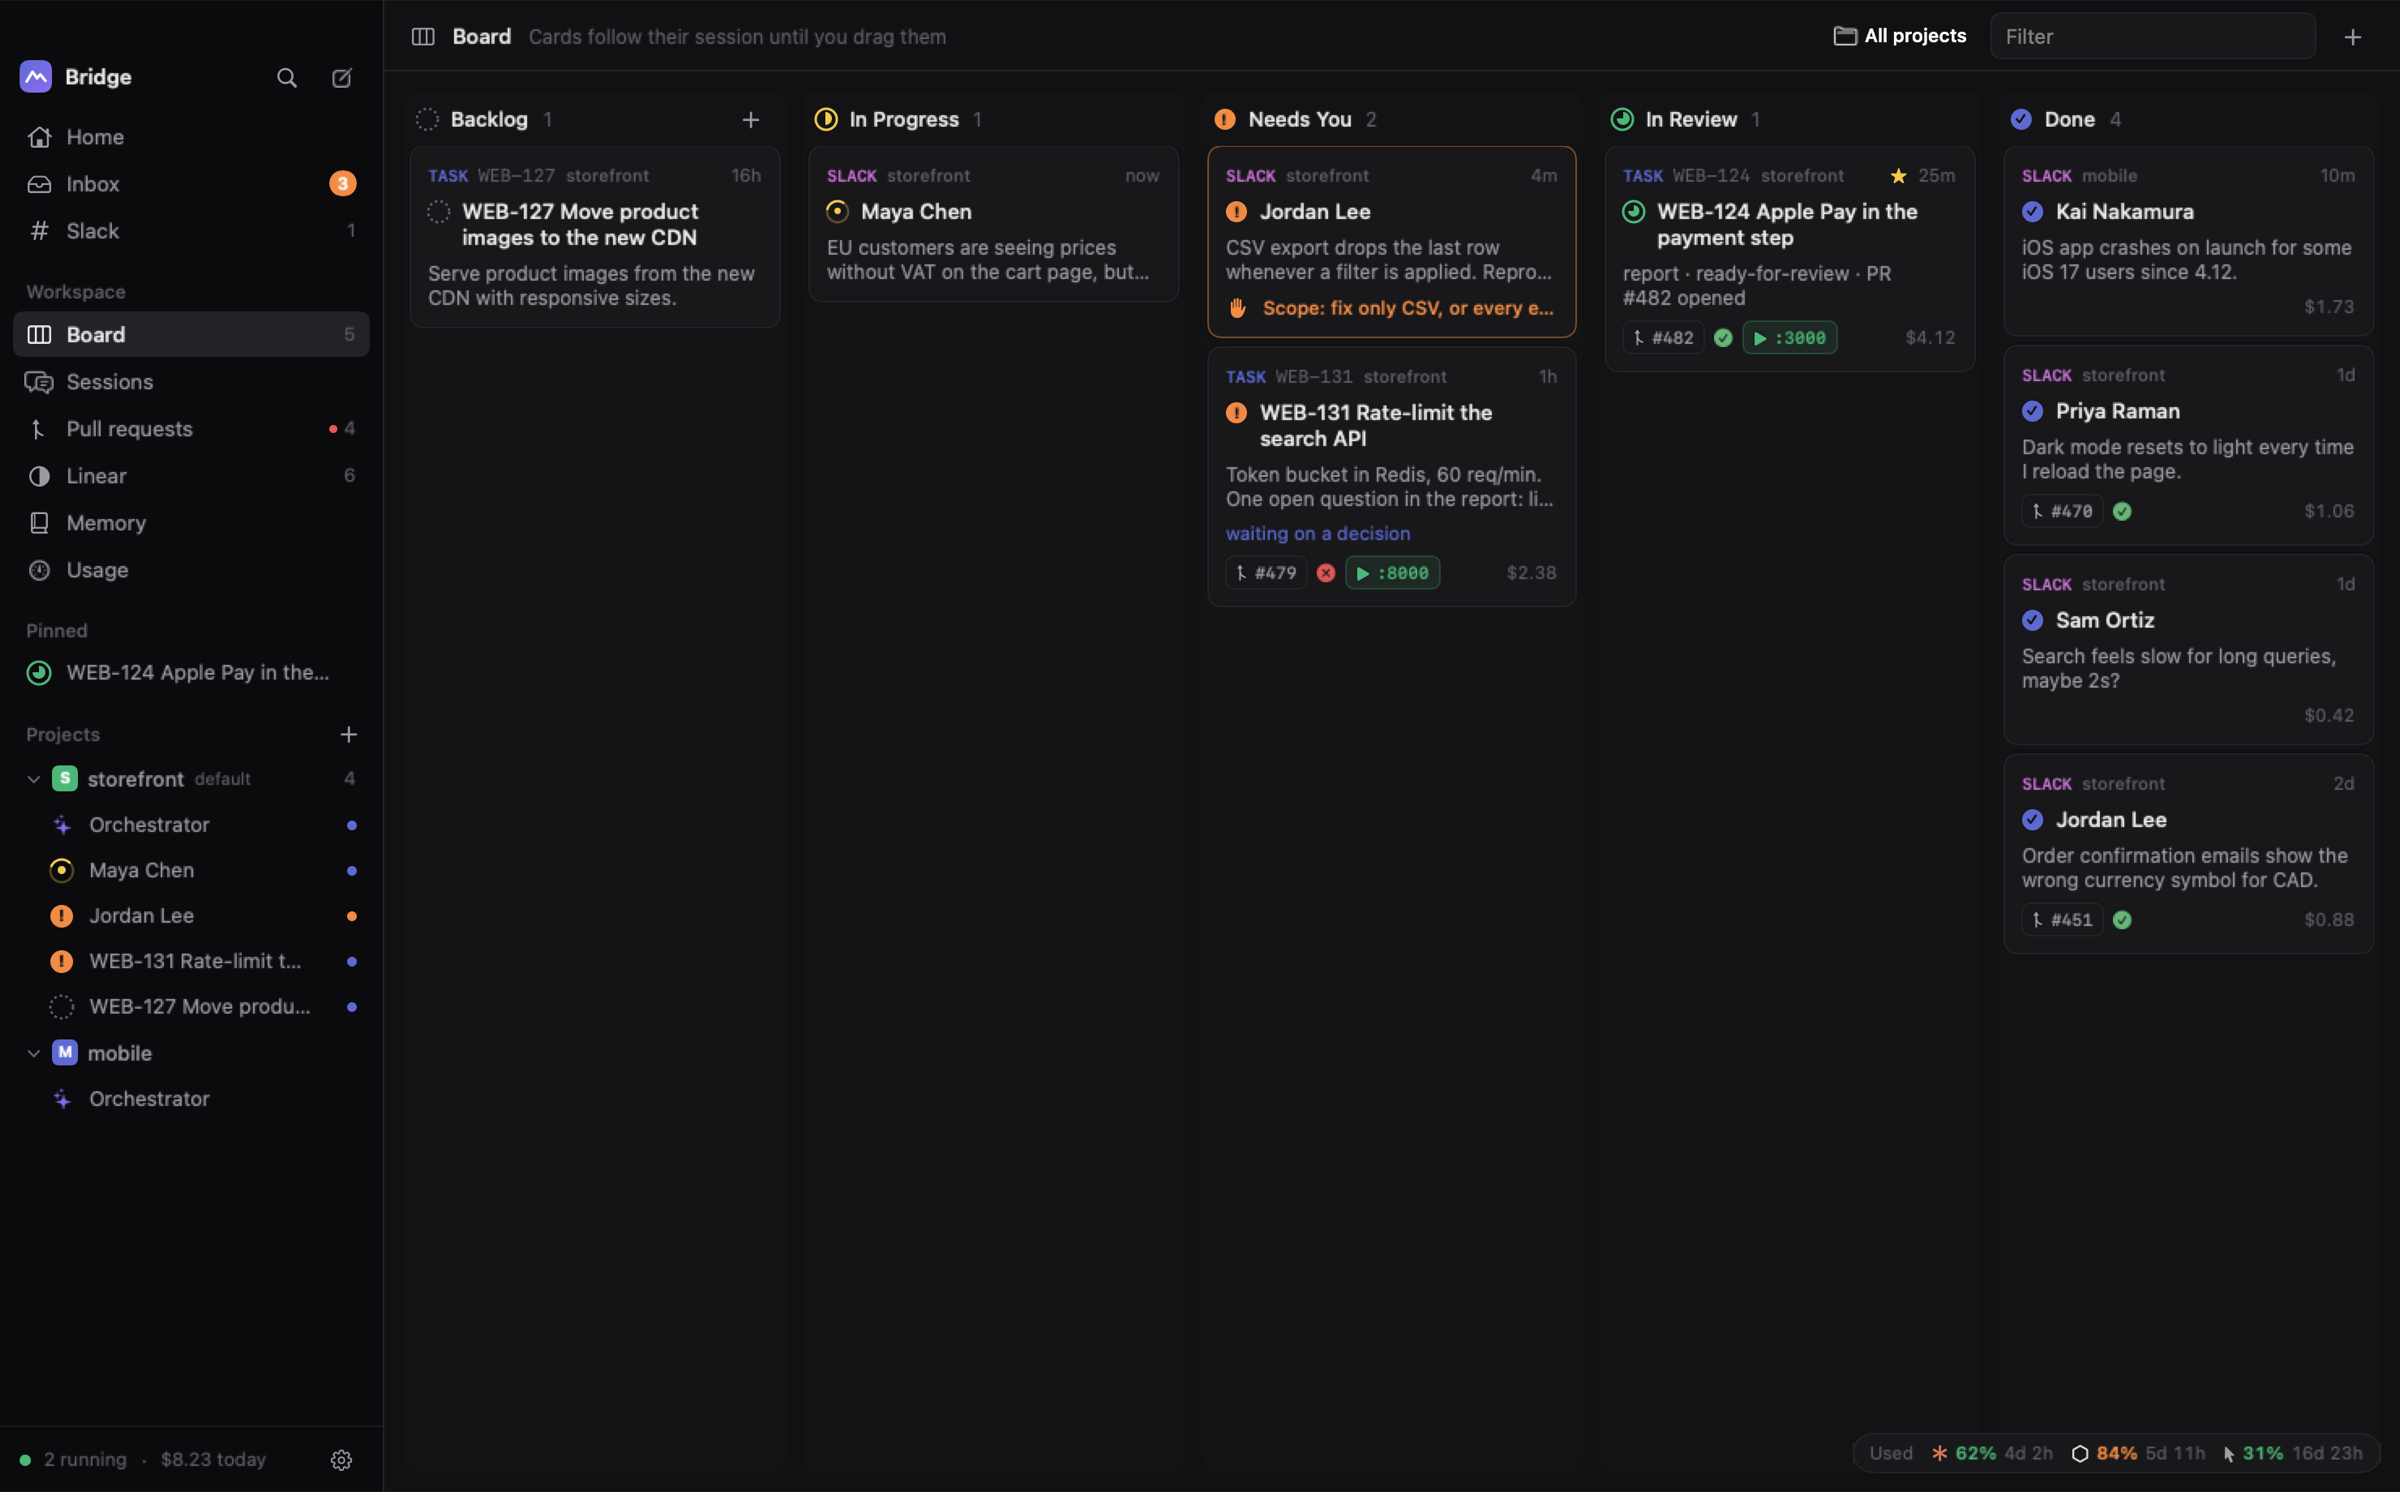 Bridge
Home
Inbox 3
Slack 1
Workspace
Board 5
Sessions
Pull requests 4
Linear 6
Memory
Usage
Pinned
WEB-124 Apple Pay in the...
Projects
S storefront default 4
Orchestrator
Maya Chen
Jordan Lee
WEB-131 Rate-limit t...
WEB-127 Move produ...
M mobile
Orchestrator
2 running · $8.23 today
Board Cards follow their session until you drag them
All projects
Filter
Backlog 1
TASK WEB-127 storefront 16h
WEB-127 Move product
images to the new CDN
Serve product images from the new
CDN with responsive sizes.
In Progress 1
SLACK storefront now
Maya Chen
EU customers are seeing prices
without VAT on the cart page, but...
Needs You 2
SLACK storefront 4m
Jordan Lee
CSV export drops the last row
whenever a filter is applied. Repro...
Scope: fix only CSV, or every e...
TASK WEB-131 storefront 1h
WEB-131 Rate-limit the
search API
Token bucket in Redis, 60 req/min.
One open question in the report: li...
waiting on a decision
#479 :8000 $2.38
In Review 1
TASK WEB-124 storefront 25m
WEB-124 Apple Pay in the
payment step
report · ready-for-review · PR
#482 opened
#482 :3000 $4.12
Done 4
SLACK mobile 10m
Kai Nakamura
iOS app crashes on launch for some
iOS 17 users since 4.12.
$1.73
SLACK storefront 1d
Priya Raman
Dark mode resets to light every time
I reload the page.
#470 $1.06
SLACK storefront 1d
Sam Ortiz
Search feels slow for long queries,
maybe 2s?
$0.42
SLACK storefront 2d
Jordan Lee
Order confirmation emails show the
wrong currency symbol for CAD.
#451 $0.88
Used 62% 4d 2h 84% 5d 11h 31% 16d 23h